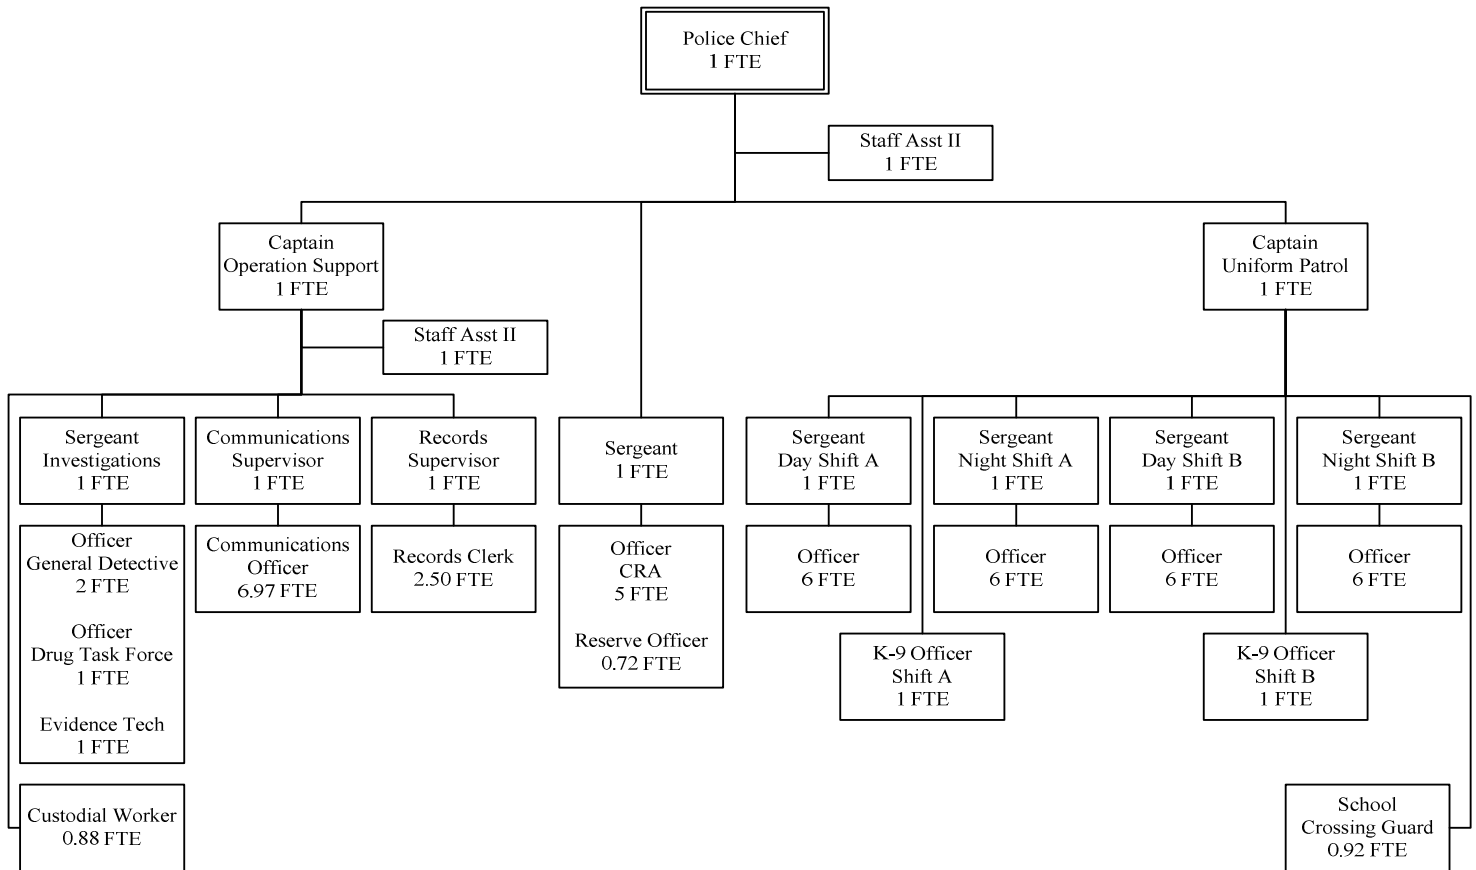 Police Chief
1 FTE
Staff Asst II
1 FTE
Captain
Operation Support
1 FTE
Captain
Uniform Patrol
1 FTE
Staff Asst II
1 FTE
Sergeant
Investigations
1 FTE
Communications
Supervisor
1 FTE
Records
Supervisor
1 FTE
Sergeant
1 FTE
Sergeant
Day Shift A
1 FTE
Sergeant
Night Shift A
1 FTE
Sergeant
Day Shift B
1 FTE
Sergeant
Night Shift B
1 FTE
Officer
General Detective
2 FTE
Officer
Drug Task Force
1 FTE
Evidence Tech
1 FTE
Communications
Officer
6.97 FTE
Records Clerk
2.50 FTE
Officer
CRA
5 FTE
Reserve Officer
0.72 FTE
Officer
6 FTE
Officer
6 FTE
Officer
6 FTE
Officer
6 FTE
K-9 Officer
Shift A
1 FTE
K-9 Officer
Shift B
1 FTE
Custodial Worker
0.88 FTE
School
Crossing Guard
0.92 FTE